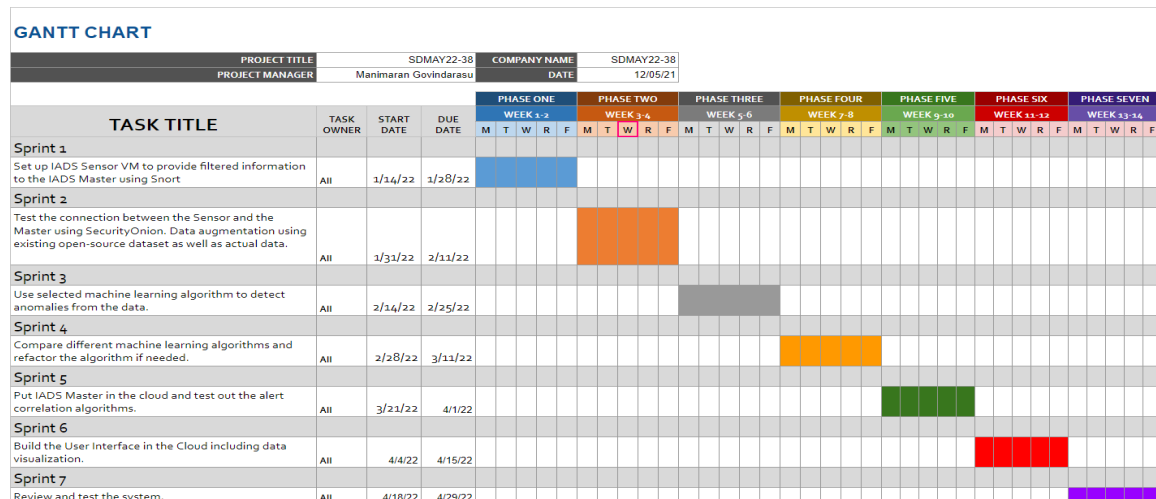 GANTT CHART
PROJECT TITLE SDMAY22-38 COMPANY NAME SDMAY22-38
PROJECT MANAGER Manimaran Govindarasu DATE 12/05/21
PHASE ONE PHASE TWO PHASE THREE PHASE FOUR PHASE FIVE PHASE SIX PHASE SEVEN
TASK TITLE TASK OWNER START DATE DUE DATE WEEK 1-2 WEEK 3-4 WEEK 5-6 WEEK 7-8 WEEK 9-10 WEEK 11-12 WEEK 13-14
M T W R F M T W R F M T W R F M T W R F M T W R F M T W R F M T W R F
Sprint 1
Set up IADS Sensor VM to provide filtered information
to the IADS Master using Snort All 1/14/22 1/28/22
Sprint 2
Test the connection between the Sensor and the
Master using SecurityOnion. Data augmentation using
existing open-source dataset as well as actual data.
All 1/31/22 2/11/22
Sprint 3
Use selected machine learning algorithm to detect
anomalies from the data. All 2/14/22 2/25/22
Sprint 4
Compare different machine learning algorithms and
refactor the algorithm if needed. All 2/28/22 3/11/22
Sprint 5
Put IADS Master in the cloud and test out the alert
correlation algorithms. All 3/21/22 4/1/22
Sprint 6
Build the User Interface in the Cloud including data
visualization. All 4/4/22 4/15/22
Sprint 7
Review and test the system. All 4/18/22 4/29/22